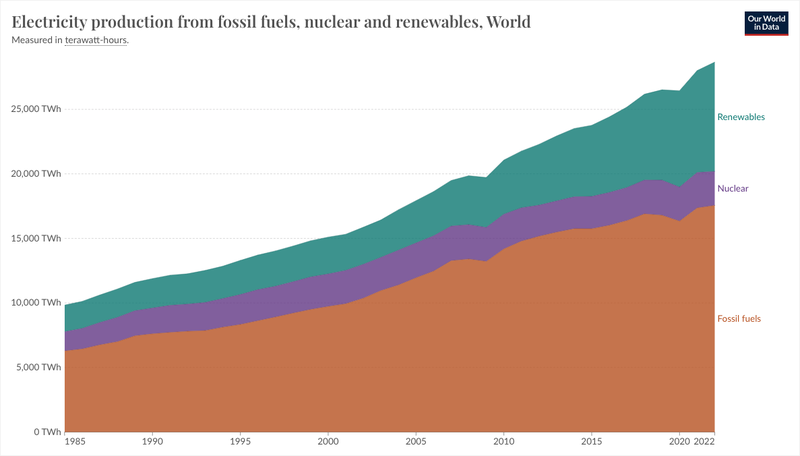 Electricity production from fossil fuels, nuclear and renewables, World
Measured in terawatt-hours.
Our World
in Data
25,000 TWh
20,000 TWh
15,000 TWh
10,000 TWh
5,000 TWh
0 TWh
Renewables
Nuclear
Fossil fuels
1985 1990 1995 2000 2005 2010 2015 2020 2022